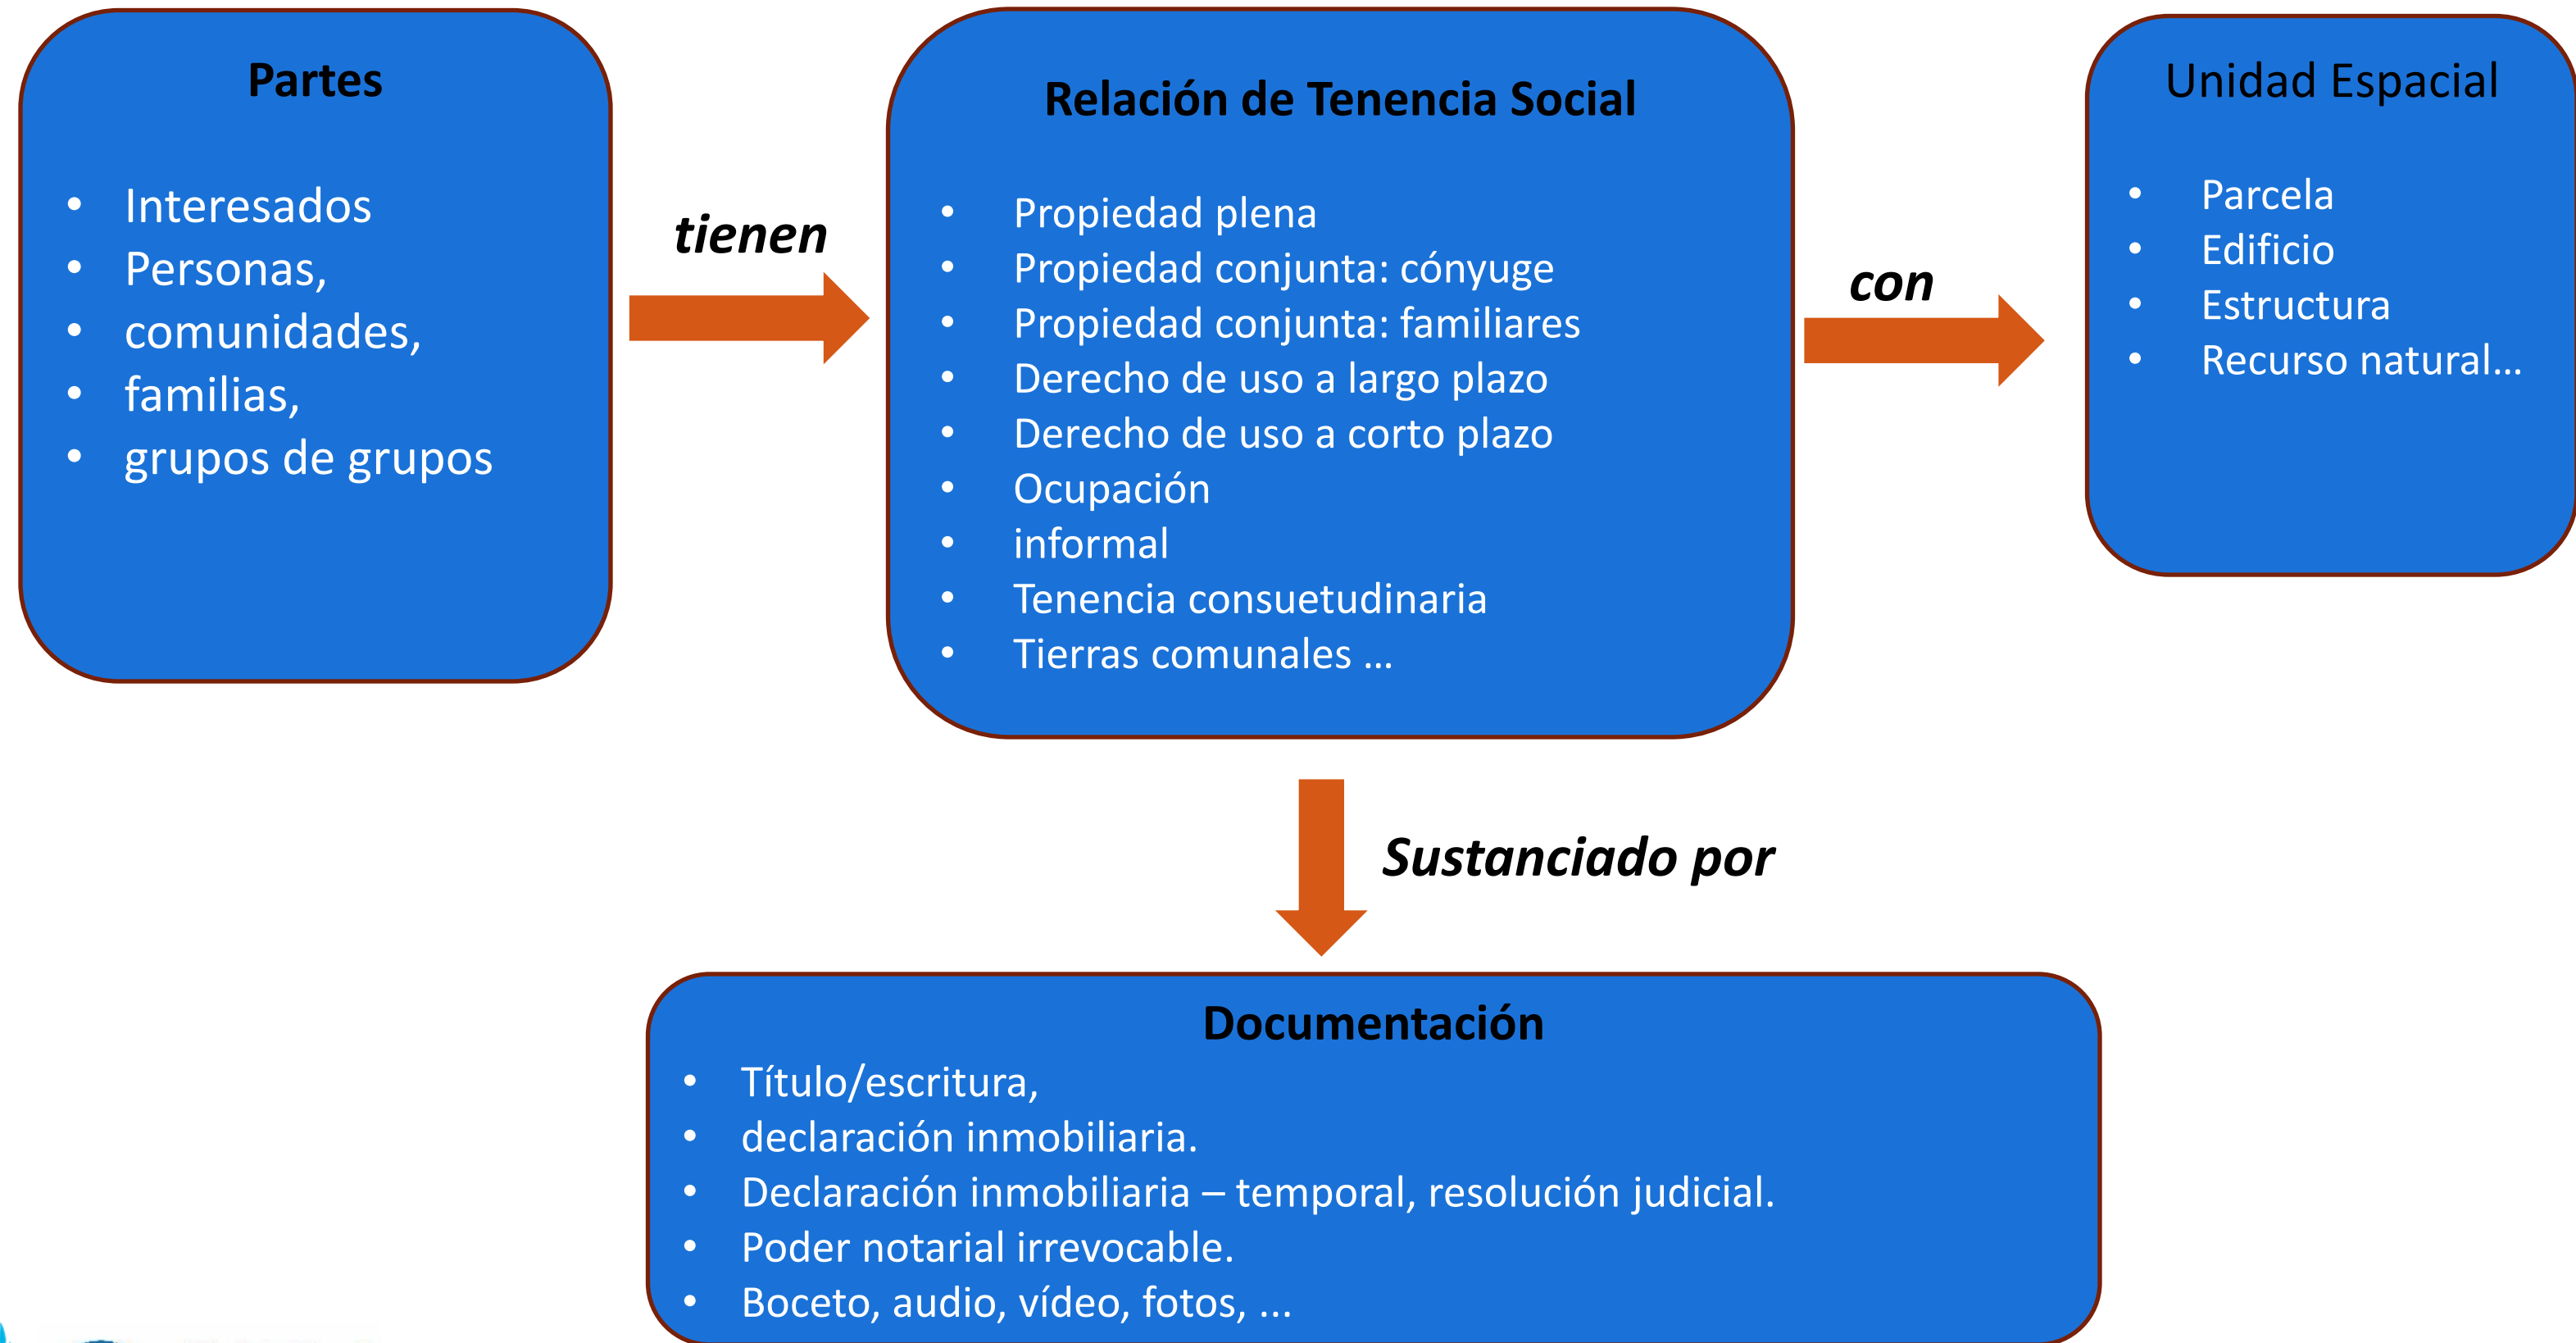 Partes
• Interesados
• Personas,
• comunidades,
• familias,
• grupos de grupos
tienen
Relación de Tenencia Social
• Propiedad plena
• Propiedad conjunta: cónyuge
• Propiedad conjunta: familiares
• Derecho de uso a largo plazo
• Derecho de uso a corto plazo
• Ocupación
• informal
• Tenencia consuetudinaria
• Tierras comunales ...
con
Unidad Espacial
• Parcela
• Edificio
• Estructura
• Recurso natural...
Sustanciado por
Documentación
• Título/escritura,
• declaración inmobiliaria.
• Declaración inmobiliaria – temporal, resolución judicial.
• Poder notarial irrevocable.
• Boceto, audio, vídeo, fotos, ...